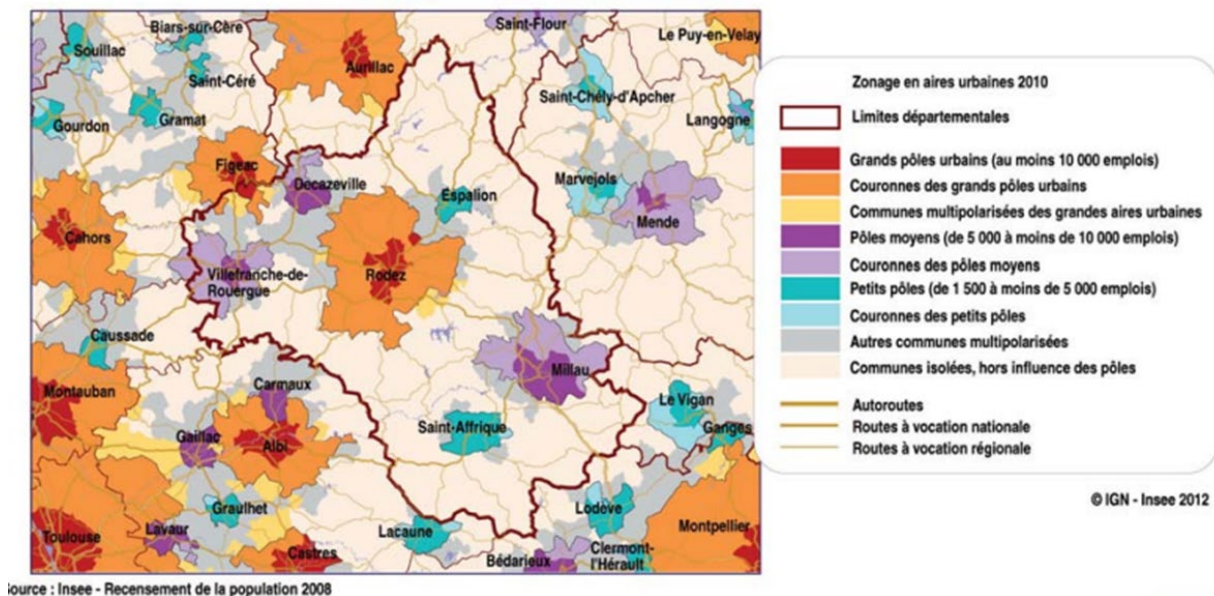 Saint-Flour
Le Puy-en-Velay
Biars-sur-Cère
Souillac
Aurillac
Saint-Céré
Saint-Chély-d'Apcher
Gourdon
Gramat
Langogne
Figeac
Decazeville
Espalion
Marvejols
Mende
Cahors
Villefranche-de-
Rouergue
Rodez
Caussade
Millau
Montauban
Carmaux
Le Vigan
Saint-Affrique
Ganges
Gaillac
Albi
Graulhet
Lodève
Lavaur
Lacaune
Montpellier
Toulouse
Castres
Bédarieux
Clermont-
l'Hérault
Zonage en aires urbaines 2010
Limites départementales
Grands pôles urbains (au moins 10 000 emplois)
Couronnes des grands pôles urbains
Communes multipolarisées des grandes aires urbaines
Pôles moyens (de 5 000 à moins de 10 000 emplois)
Couronnes des pôles moyens
Petits pôles (de 1 500 à moins de 5 000 emplois)
Couronnes des petits pôles
Autres communes multipolarisées
Communes isolées, hors influence des pôles
Autoroutes
Routes à vocation nationale
Routes à vocation régionale
© IGN - Insee 2012
ource : Insee - Recensement de la population 2008